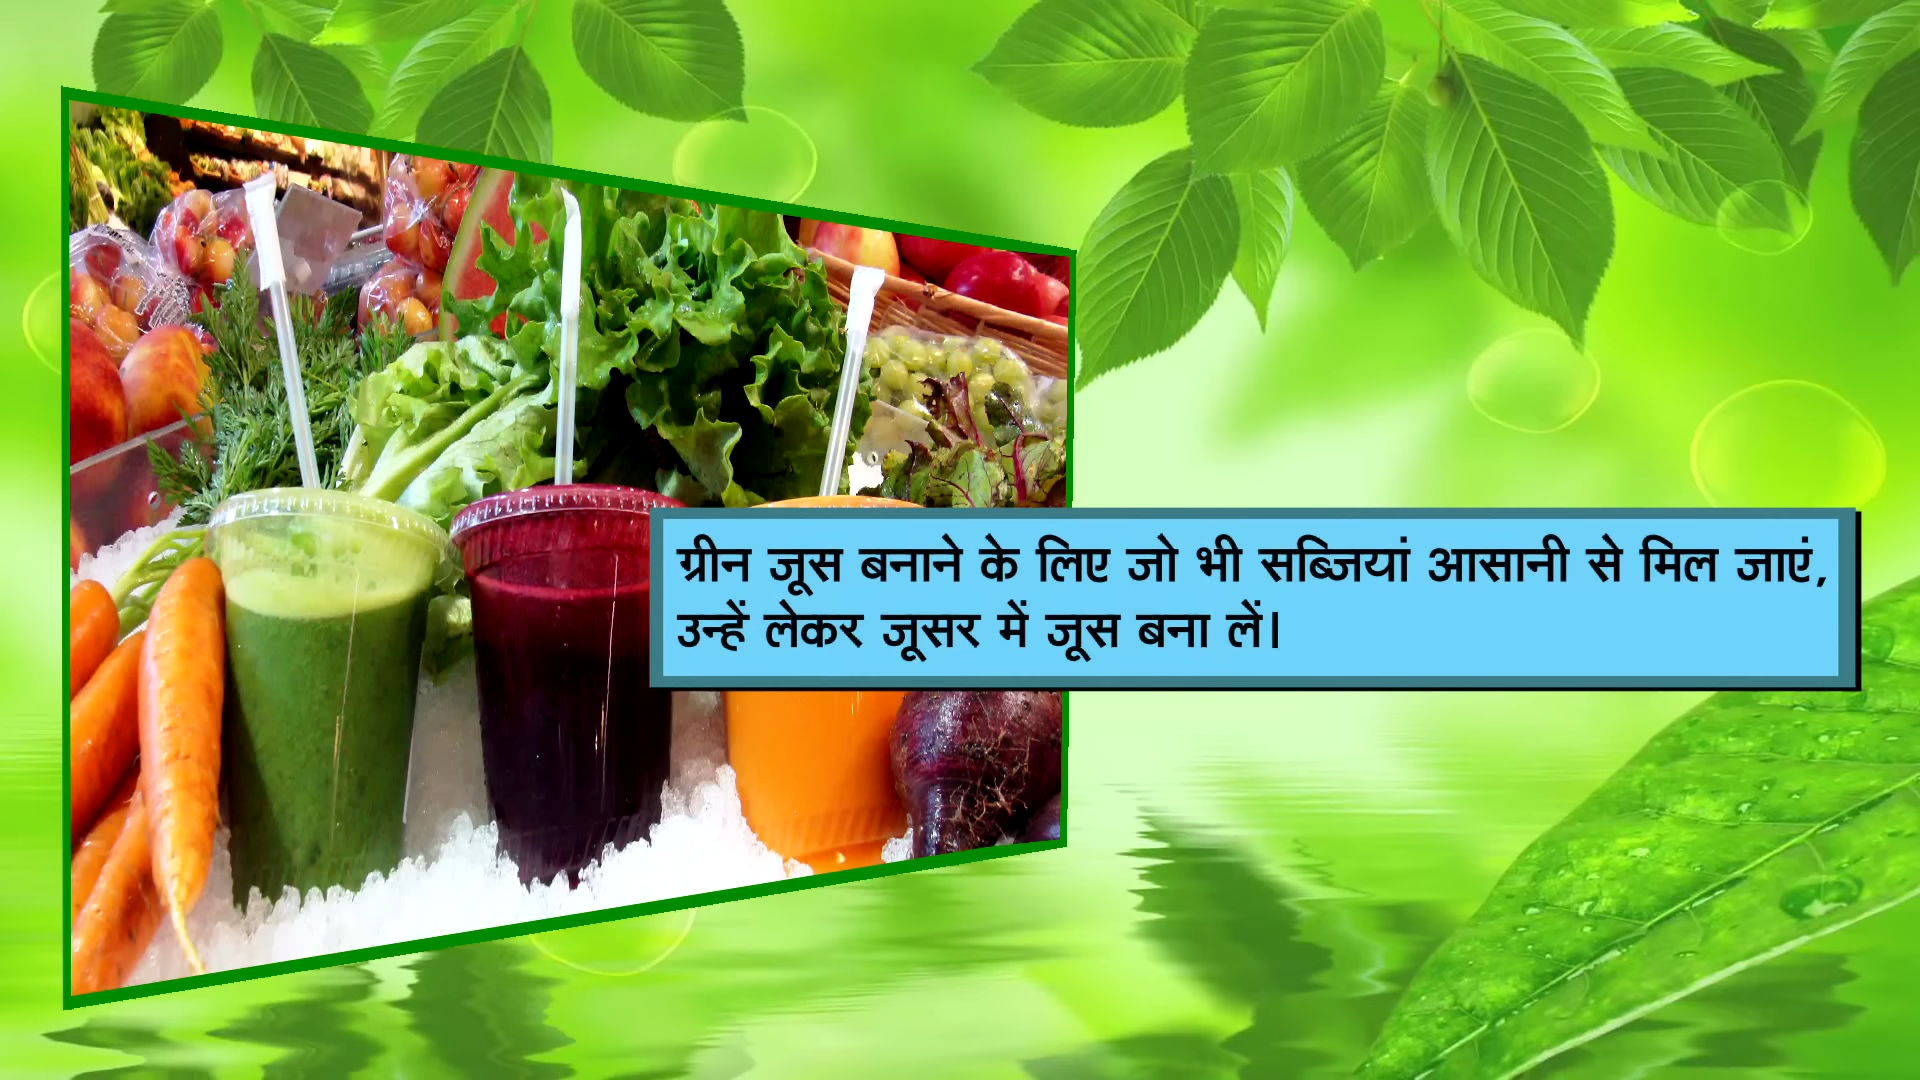 ग्रीन जूस बनाने के लिए जो भी सब्जियां आसानी से मिल जाएं,
उन्हें लेकर जूसर में जूस बना लें।